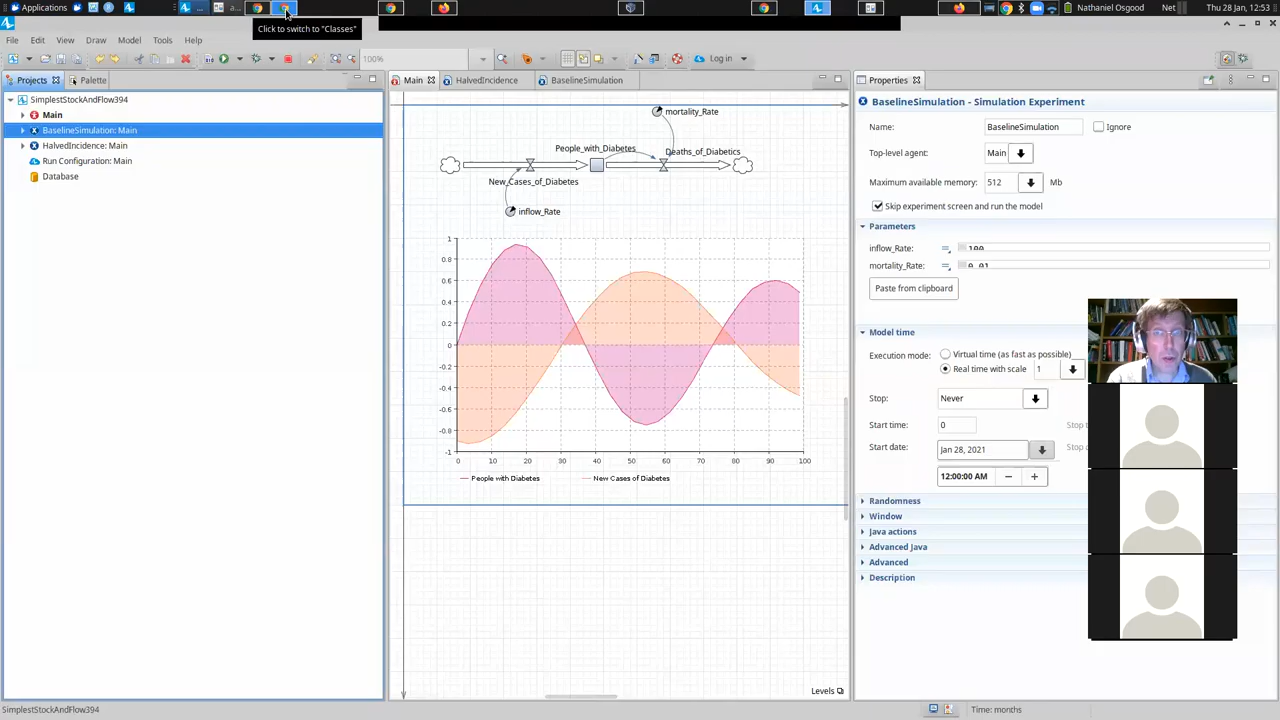 Applications
a...
Nathaniel Osgood
Net
Thu 28 Jan, 12:53
Click to switch to "Classes"
File Edit View Draw Model Tools Help
100%
Log in
Projects
Palette
Main
HalvedIncidence
BaselineSimulation
Properties
SimplestStockAndFlow394
Main
BaselineSimulation: Main
HalvedIncidence: Main
Run Configuration: Main
Database
mortality_Rate
People_with_Diabetes
Deaths_of_Diabetics
New_Cases_of_Diabetes
inflow_Rate
1
0.8
0.6
0.4
0.2
0
-0.2
-0.4
-0.6
-0.8
-1
0 10 20 30 40 50 60 70 80 90 100
People with Diabetes
New Cases of Diabetes
Levels
BaselineSimulation - Simulation Experiment
Name: BaselineSimulation Ignore
Top-level agent: Main
Maximum available memory: 512 Mb
Skip experiment screen and run the model
Parameters
inflow_Rate: 100
mortality_Rate: 0.01
Paste from clipboard
Model time
Execution mode: Virtual time (as fast as possible)
Real time with scale 1
Stop: Never
Start time: 0 Stop t
Start date: Jan 28, 2021 Stop c
12:00:00 AM
Randomness
Window
Java actions
Advanced Java
Advanced
Description
SimplestStockAndFlow394
Time: months